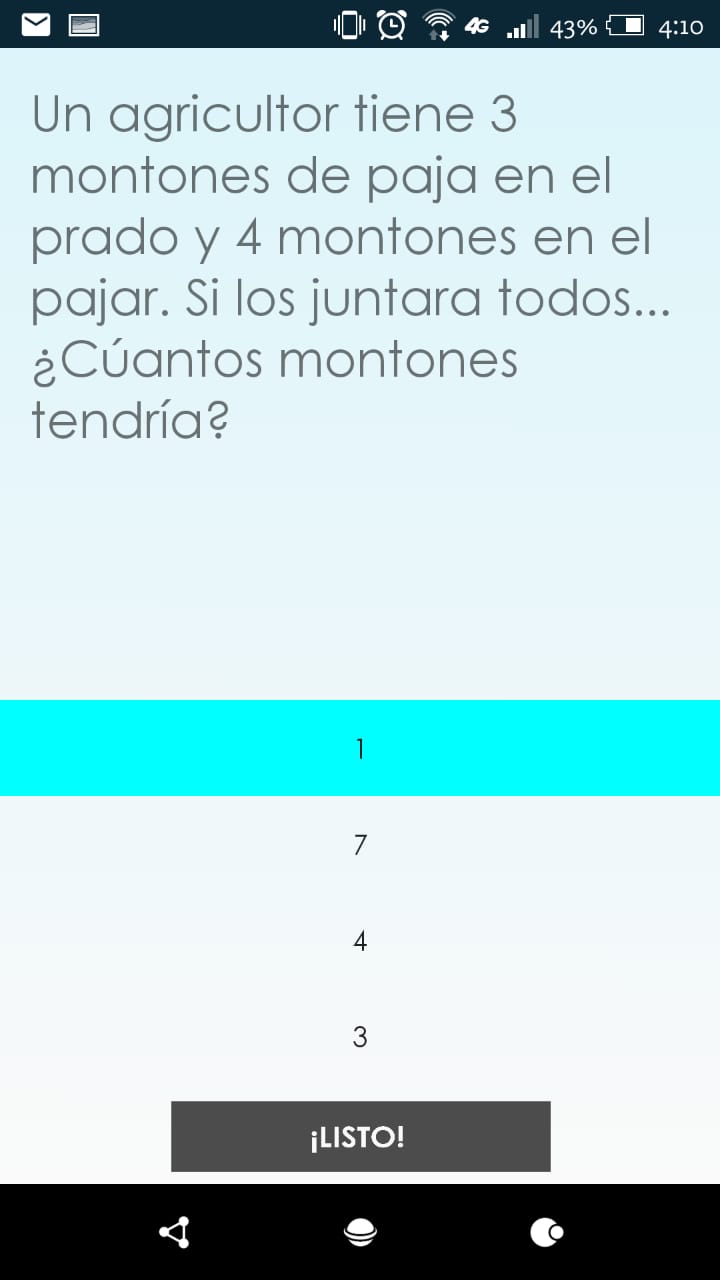 4G 43% 4:10
Un agricultor tiene 3
montones de paja en el
prado y 4 montones en el
pajar. Si los juntara todos...
¿Cúantos montones
tendría?
1
7
4
3
¡LISTO!